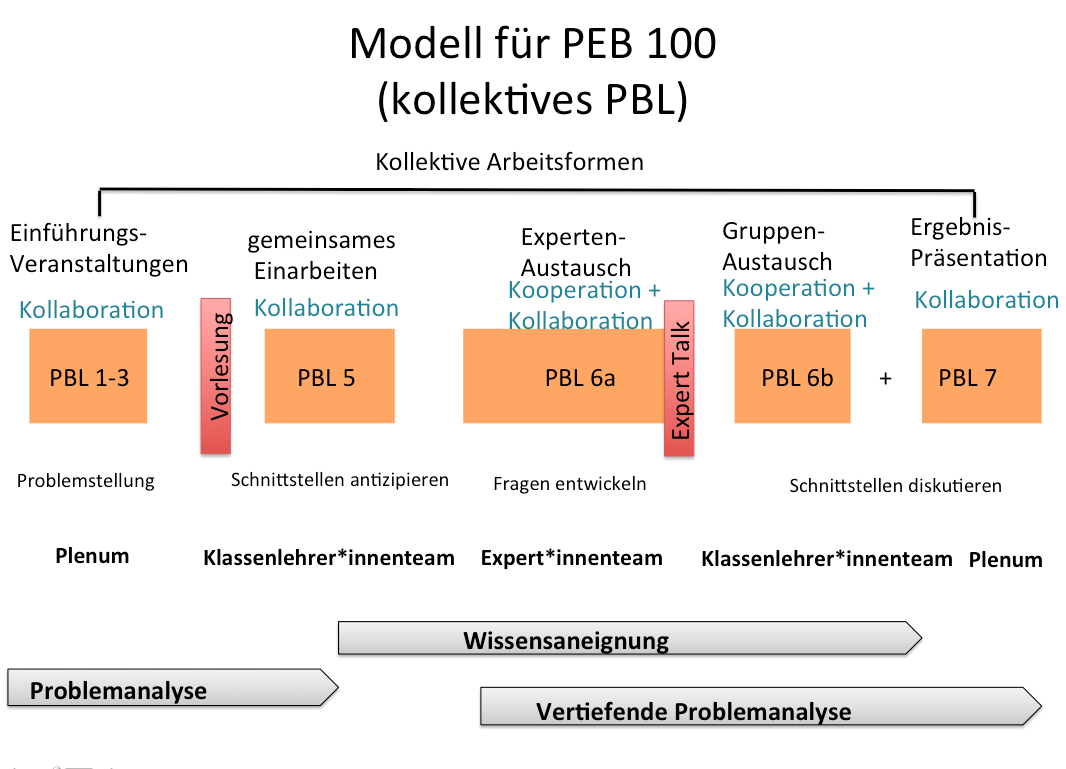 Modell für PEB 100
(kollektives PBL)
Kollektive Arbeitsformen
Einführungs-
Veranstaltungen
Kollaboration
gemeinsames
Einarbeiten
Kollaboration
Experten-
Austausch
Kooperation +
Kollaboration
Gruppen-
Austausch
Kooperation +
Kollaboration
Ergebnis-
Präsentation
Kollaboration
PBL 1-3
Vorlesung
PBL 5
PBL 6a
Expert Talk
PBL 6b
+
PBL 7
Problemstellung
Schnittstellen antizipieren
Fragen entwickeln
Schnittstellen diskutieren
Plenum
Klassenlehrer*innenteam
Expert*innenteam
Klassenlehrer*innenteam
Plenum
Wissensaneignung
Problemanalyse
Vertiefende Problemanalyse